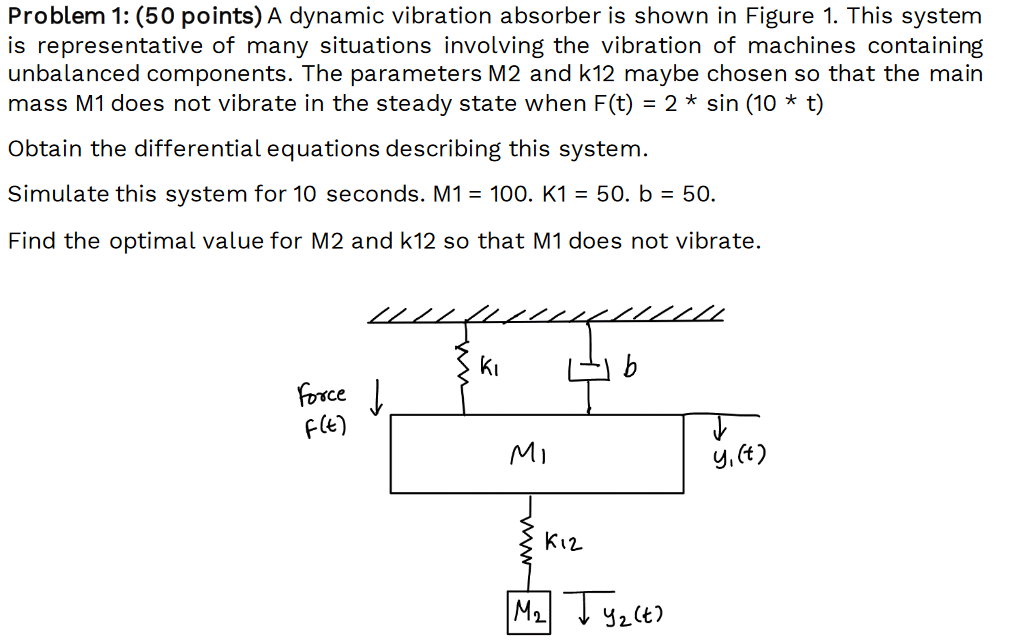 Problem 1: (50 points) A dynamic vibration absorber is shown in Figure 1. This system
is representative of many situations involving the vibration of machines containing
unbalanced components. The parameters M2 and k12 maybe chosen so that the main
mass M1 does not vibrate in the steady state when F(t) = 2 * sin (10 * t)
Obtain the differential equations describing this system.
Simulate this system for 10 seconds. M1 = 100. K1 = 50. b = 50.
Find the optimal value for M2 and k12 so that M1 does not vibrate.
K1
b
Force
F(t)
M1
y1(t)
K12
M2
y2(t)